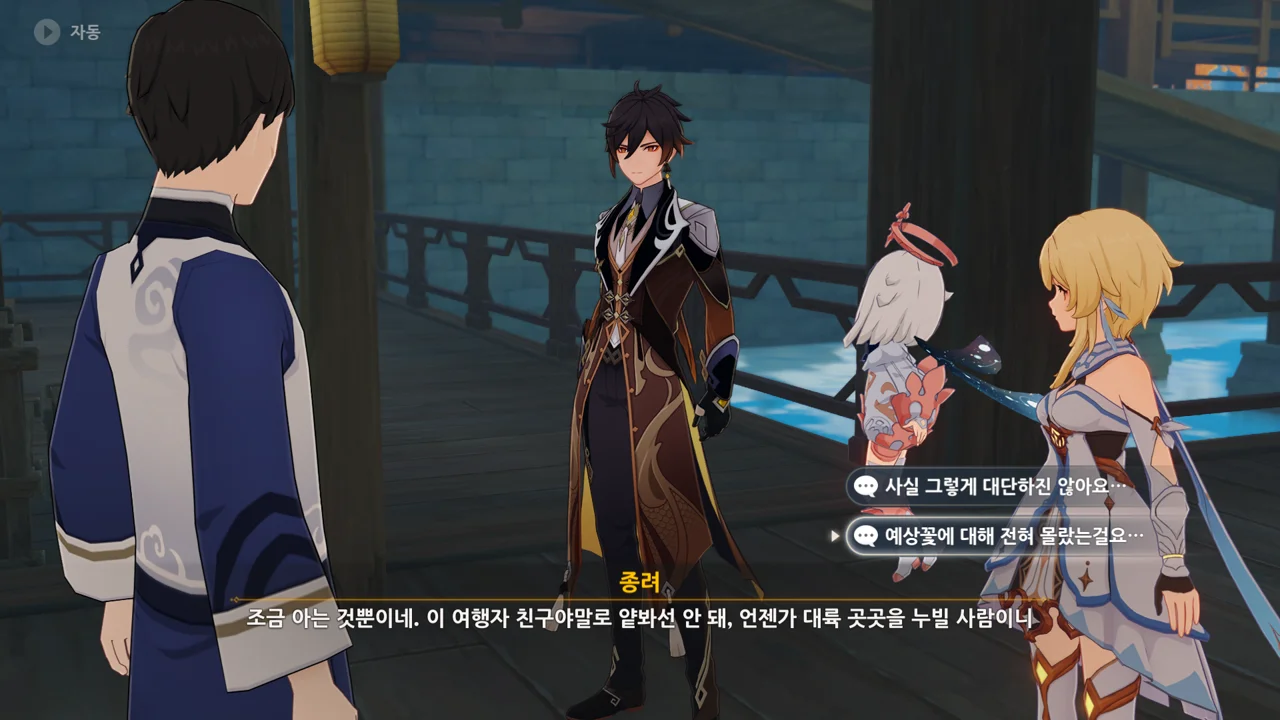 자동
사실 그렇게 대단하진 않아요…
예상꽃에 대해 전혀 몰랐는걸요…
종려
조금 아는 것뿐이네. 이 여행자 친구야말로 얕봐선 안 돼, 언젠가 대륙 곳곳을 누빌 사람이니